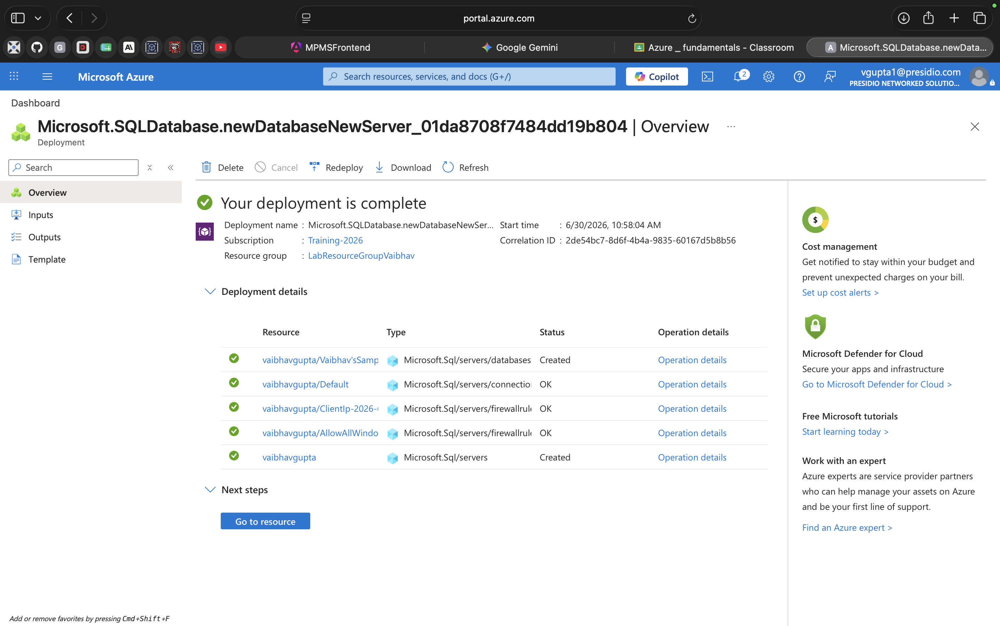 portal.azure.com
G
MPMSFrontend
Google Gemini
Azure _ fundamentals - Classroom
A
Microsoft.SQLDatabase.newData...
Microsoft Azure
Search resources, services, and docs (G+/)
Copilot
2
vgupta1@presidio.com
PRESIDIO NETWORKED SOLUTIO...
Dashboard
Microsoft.SQLDatabase.newDatabaseNewServer_01da8708f7484dd19b804 | Overview ...
Deployment
Search
Delete
Cancel
Redeploy
Download
Refresh
Overview
Inputs
Outputs
Template
Your deployment is complete
Deployment name : Microsoft.SQLDatabase.newDatabaseNewSer...
Subscription : Training-2026
Resource group : LabResourceGroupVaibhav
Start time : 6/30/2026, 10:58:04 AM
Correlation ID : 2de54bc7-8d6f-4b4a-9835-60167d5b8b56
Deployment details
Resource Type Status Operation details
vaibhavgupta/Vaibhav'sSamp Microsoft.Sql/servers/databases Created Operation details
vaibhavgupta/Default Microsoft.Sql/servers/connection OK Operation details
vaibhavgupta/ClientIp-2026- Microsoft.Sql/servers/firewallrule OK Operation details
vaibhavgupta/AllowAllWindo Microsoft.Sql/servers/firewallrule OK Operation details
vaibhavgupta Microsoft.Sql/servers Created Operation details
Next steps
Go to resource
$
Cost management
Get notified to stay within your budget and
prevent unexpected charges on your bill.
Set up cost alerts >
Microsoft Defender for Cloud
Secure your apps and infrastructure
Go to Microsoft Defender for Cloud >
Free Microsoft tutorials
Start learning today >
Work with an expert
Azure experts are service provider partners
who can help manage your assets on Azure
and be your first line of support.
Find an Azure expert >
Add or remove favorites by pressing Cmd+Shift+F